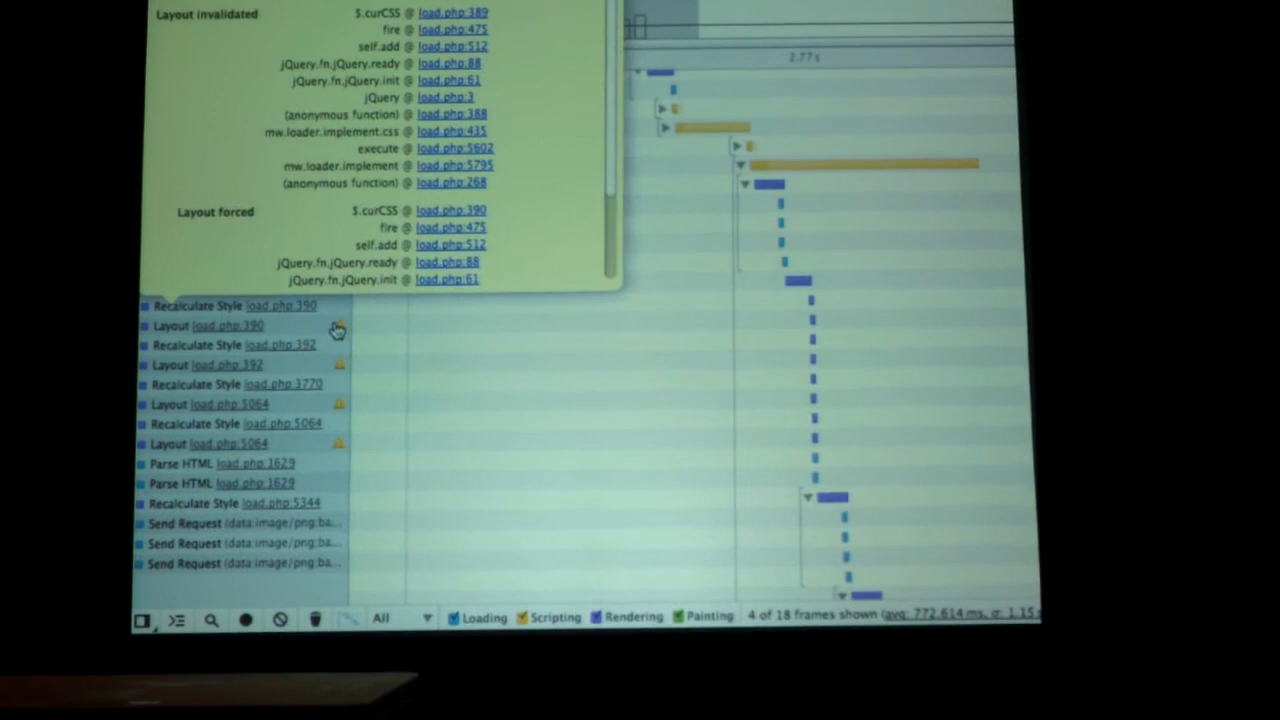 Layout invalidated $.curCSS @ load.php:389
fire @ load.php:475
self.add @ load.php:512
jQuery.fn.jQuery.ready @ load.php:88
jQuery.fn.jQuery.init @ load.php:61
jQuery @ load.php:3
(anonymous function) @ load.php:388
mw.loader.implement.css @ load.php:435
execute @ load.php:5602
mw.loader.implement @ load.php:5795
(anonymous function) @ load.php:268
Layout forced $.curCSS @ load.php:390
fire @ load.php:475
self.add @ load.php:512
jQuery.fn.jQuery.ready @ load.php:88
jQuery.fn.jQuery.init @ load.php:61
2.77s
Recalculate Style load.php:390
Layout load.php:390
Recalculate Style load.php:392
Layout load.php:392
Recalculate Style load.php:3770
Layout load.php:5064
Recalculate Style load.php:5064
Layout load.php:5064
Parse HTML load.php:1629
Parse HTML load.php:1629
Recalculate Style load.php:5344
Send Request (data:image/png;ba...
Send Request (data:image/png;ba...
Send Request (data:image/png;ba...
All Loading Scripting Rendering Painting 4 of 18 frames shown (avg: 772.614 ms, σ: 1.15 s